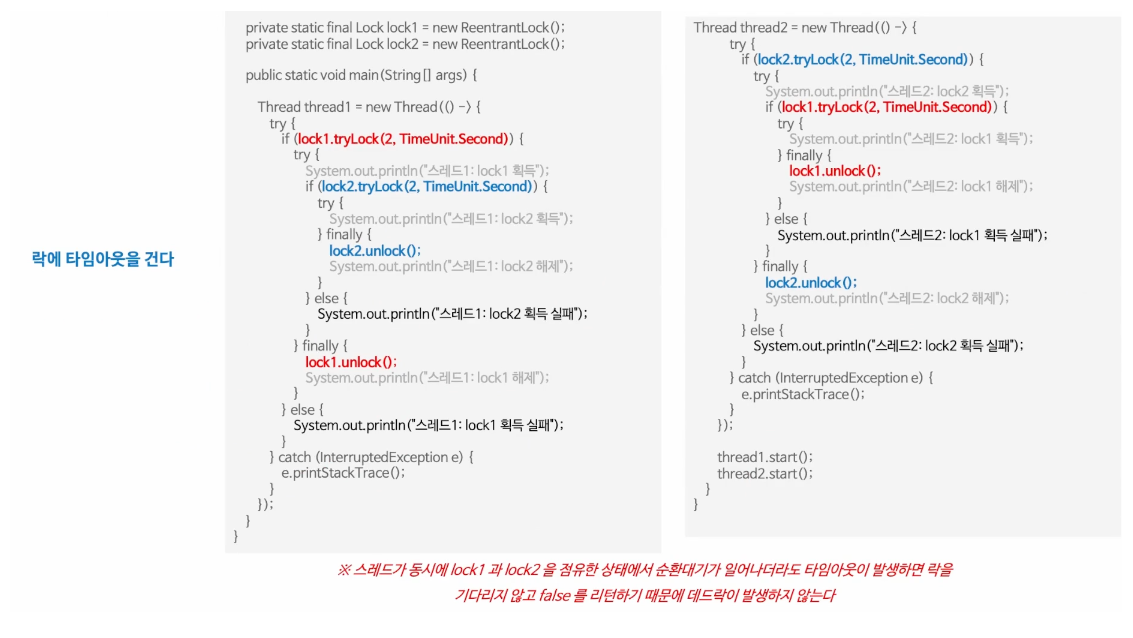 락에 타임아웃을 건다
private static final Lock lock1 = new ReentrantLock();
private static final Lock lock2 = new ReentrantLock();
public static void main(String[] args) {
Thread thread1 = new Thread(() -> {
try {
if (lock1.tryLock(2, TimeUnit.Second)) {
try {
System.out.println("스레드1: lock1 획득");
if (lock2.tryLock(2, TimeUnit.Second)) {
try {
System.out.println("스레드1: lock2 획득");
} finally {
lock2.unlock();
System.out.println("스레드1: lock2 해제");
}
} else {
System.out.println("스레드1: lock2 획득 실패");
}
} finally {
lock1.unlock();
System.out.println("스레드1: lock1 해제");
}
} else {
System.out.println("스레드1: lock1 획득 실패");
}
} catch (InterruptedException e) {
e.printStackTrace();
}
});
}
}
Thread thread2 = new Thread(() -> {
try {
if (lock2.tryLock(2, TimeUnit.Second)) {
try {
System.out.println("스레드2: lock2 획득");
if (lock1.tryLock(2, TimeUnit.Second)) {
try {
System.out.println("스레드2: lock1 획득");
} finally {
lock1.unlock();
System.out.println("스레드2: lock1 해제");
}
} else {
System.out.println("스레드2: lock1 획득 실패");
}
} finally {
lock2.unlock();
System.out.println("스레드2: lock2 해제");
}
} else {
System.out.println("스레드2: lock2 획득 실패");
}
} catch (InterruptedException e) {
e.printStackTrace();
}
});
thread1.start();
thread2.start();
}
}
※ 스레드가 동시에 lock1 과 lock2 을 점유한 상태에서 순환대기가 일어나더라도 타임아웃이 발생하면 락을
기다리지 않고 false 를 리턴하기 때문에 데드락이 발생하지 않는다